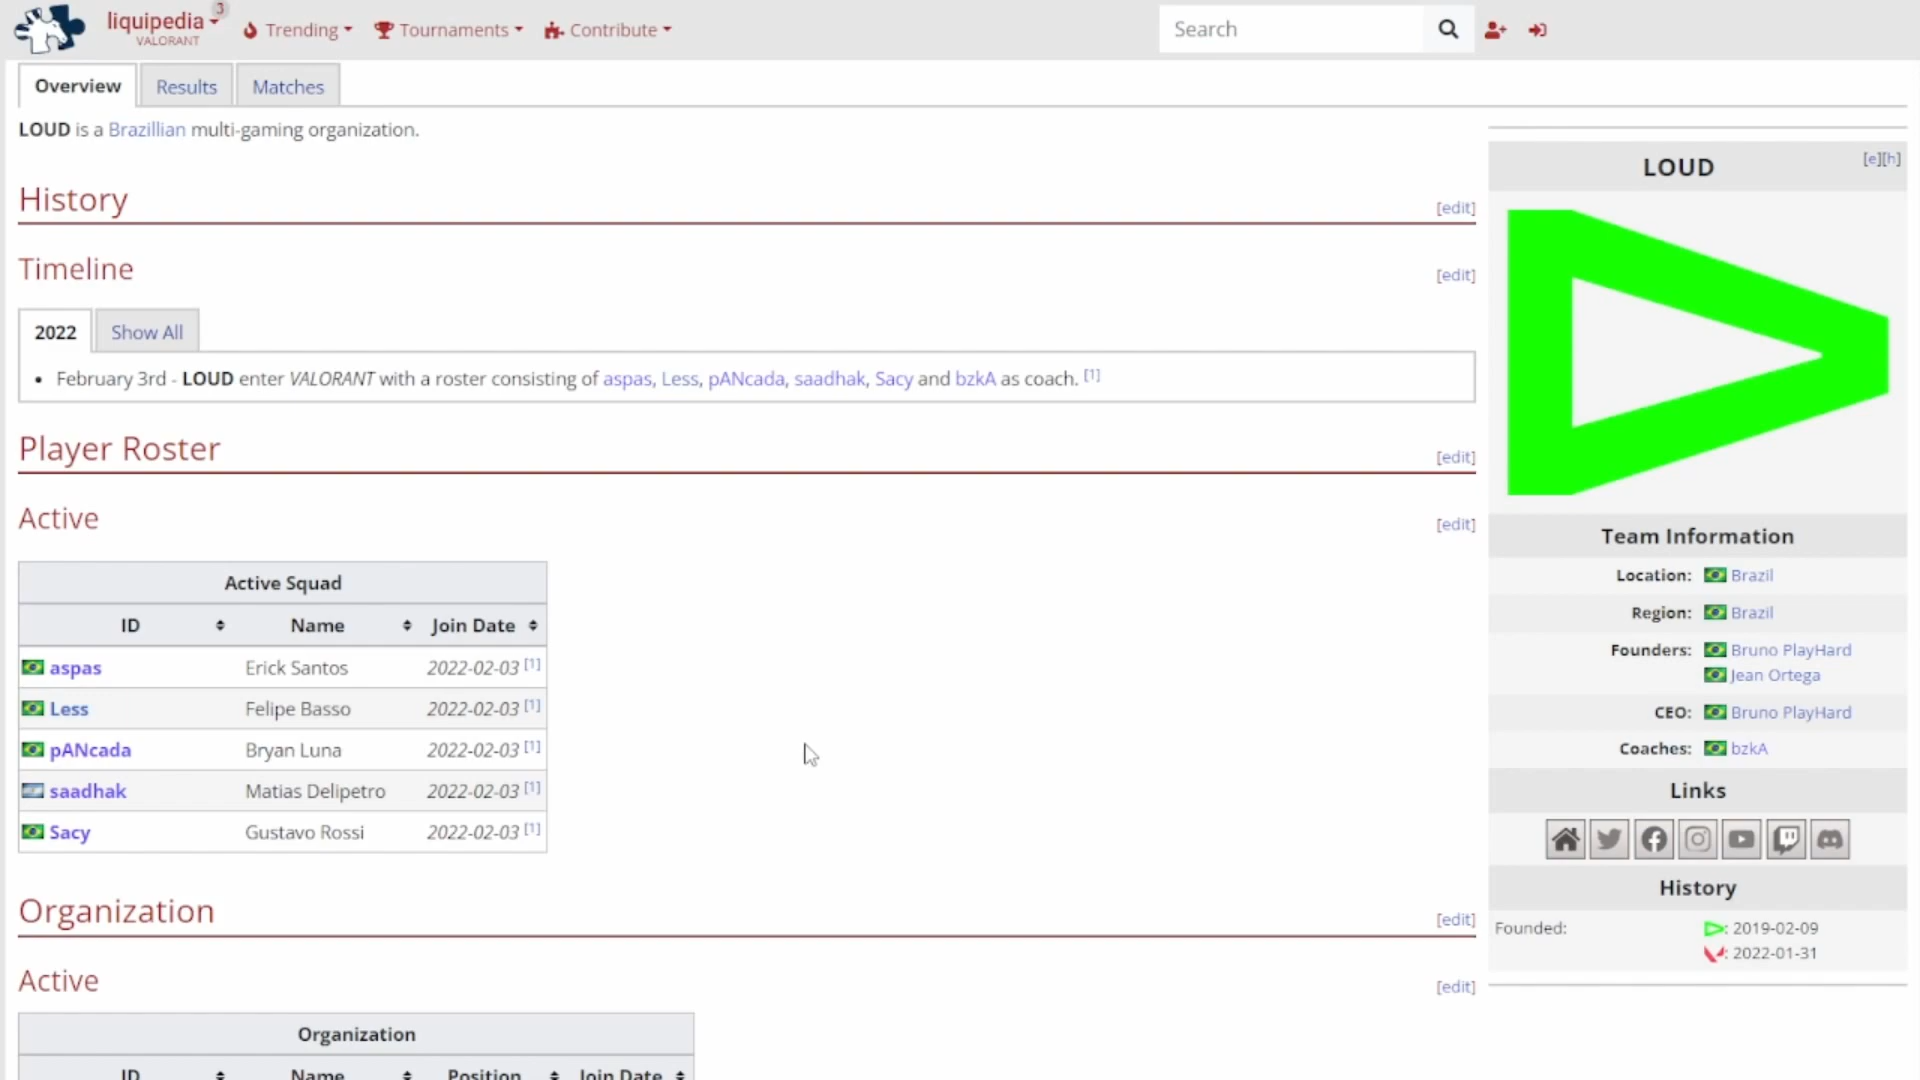 liquipedia 3
VALORANT
Trending
Tournaments
Contribute
Search
Overview
Results
Matches
LOUD is a Brazillian multi-gaming organization.
History
[edit]
Timeline
[edit]
2022
Show All
• February 3rd - LOUD enter VALORANT with a roster consisting of aspas, Less, pANcada, saadhak, Sacy and bzkA as coach. [1]
Player Roster
[edit]
Active
[edit]
Active Squad
ID Name Join Date
aspas Erick Santos 2022-02-03 [1]
Less Felipe Basso 2022-02-03 [1]
pANcada Bryan Luna 2022-02-03 [1]
saadhak Matias Delipetro 2022-02-03 [1]
Sacy Gustavo Rossi 2022-02-03 [1]
Organization
[edit]
Active
[edit]
Organization
ID Name Position Join Date
LOUD
[e][h]
Team Information
Location: Brazil
Region: Brazil
Founders: Bruno PlayHard
Jean Ortega
CEO: Bruno PlayHard
Coaches: bzkA
Links
History
Founded: : 2019-02-09
: 2022-01-31